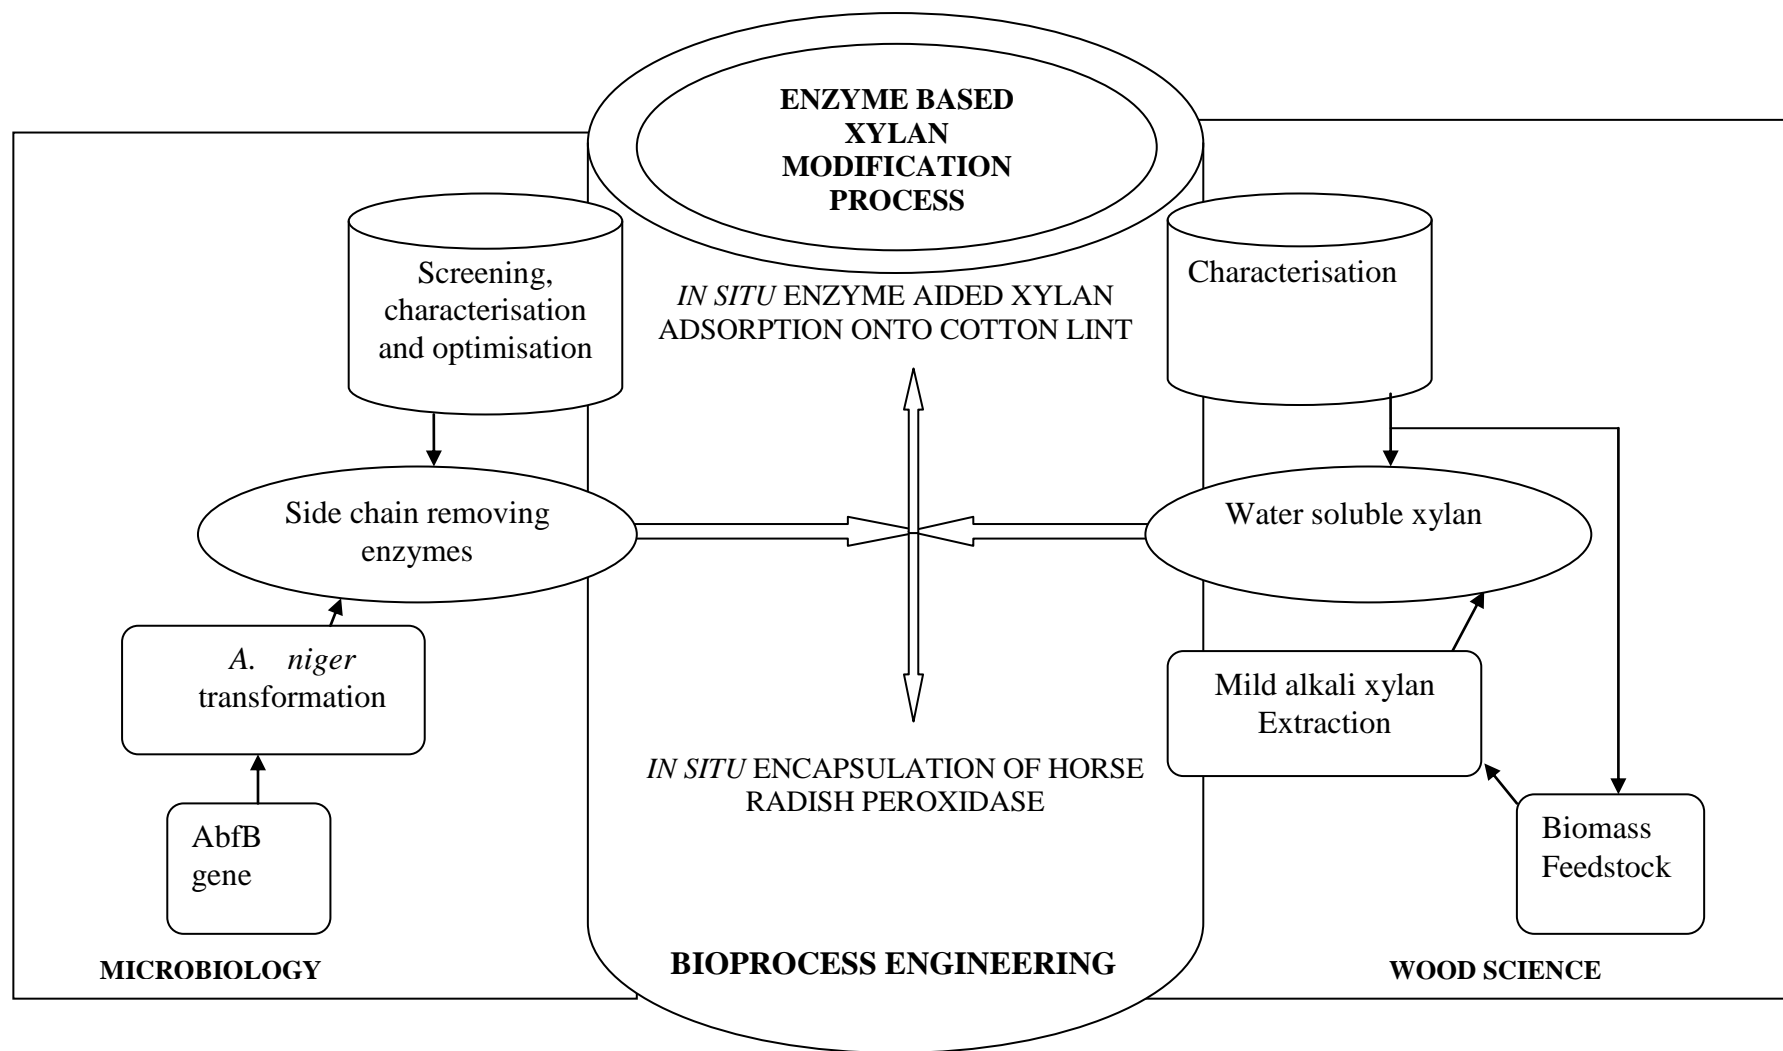 ENZYME BASED
XYLAN
MODIFICATION
PROCESS
Screening,
characterisation
and optimisation
IN SITU ENZYME AIDED XYLAN
ADSORPTION ONTO COTTON LINT
Characterisation
Side chain removing
enzymes
Water soluble xylan
A. niger
transformation
Mild alkali xylan
Extraction
IN SITU ENCAPSULATION OF HORSE
RADISH PEROXIDASE
AbfB
gene
Biomass
Feedstock
MICROBIOLOGY
BIOPROCESS ENGINEERING
WOOD SCIENCE